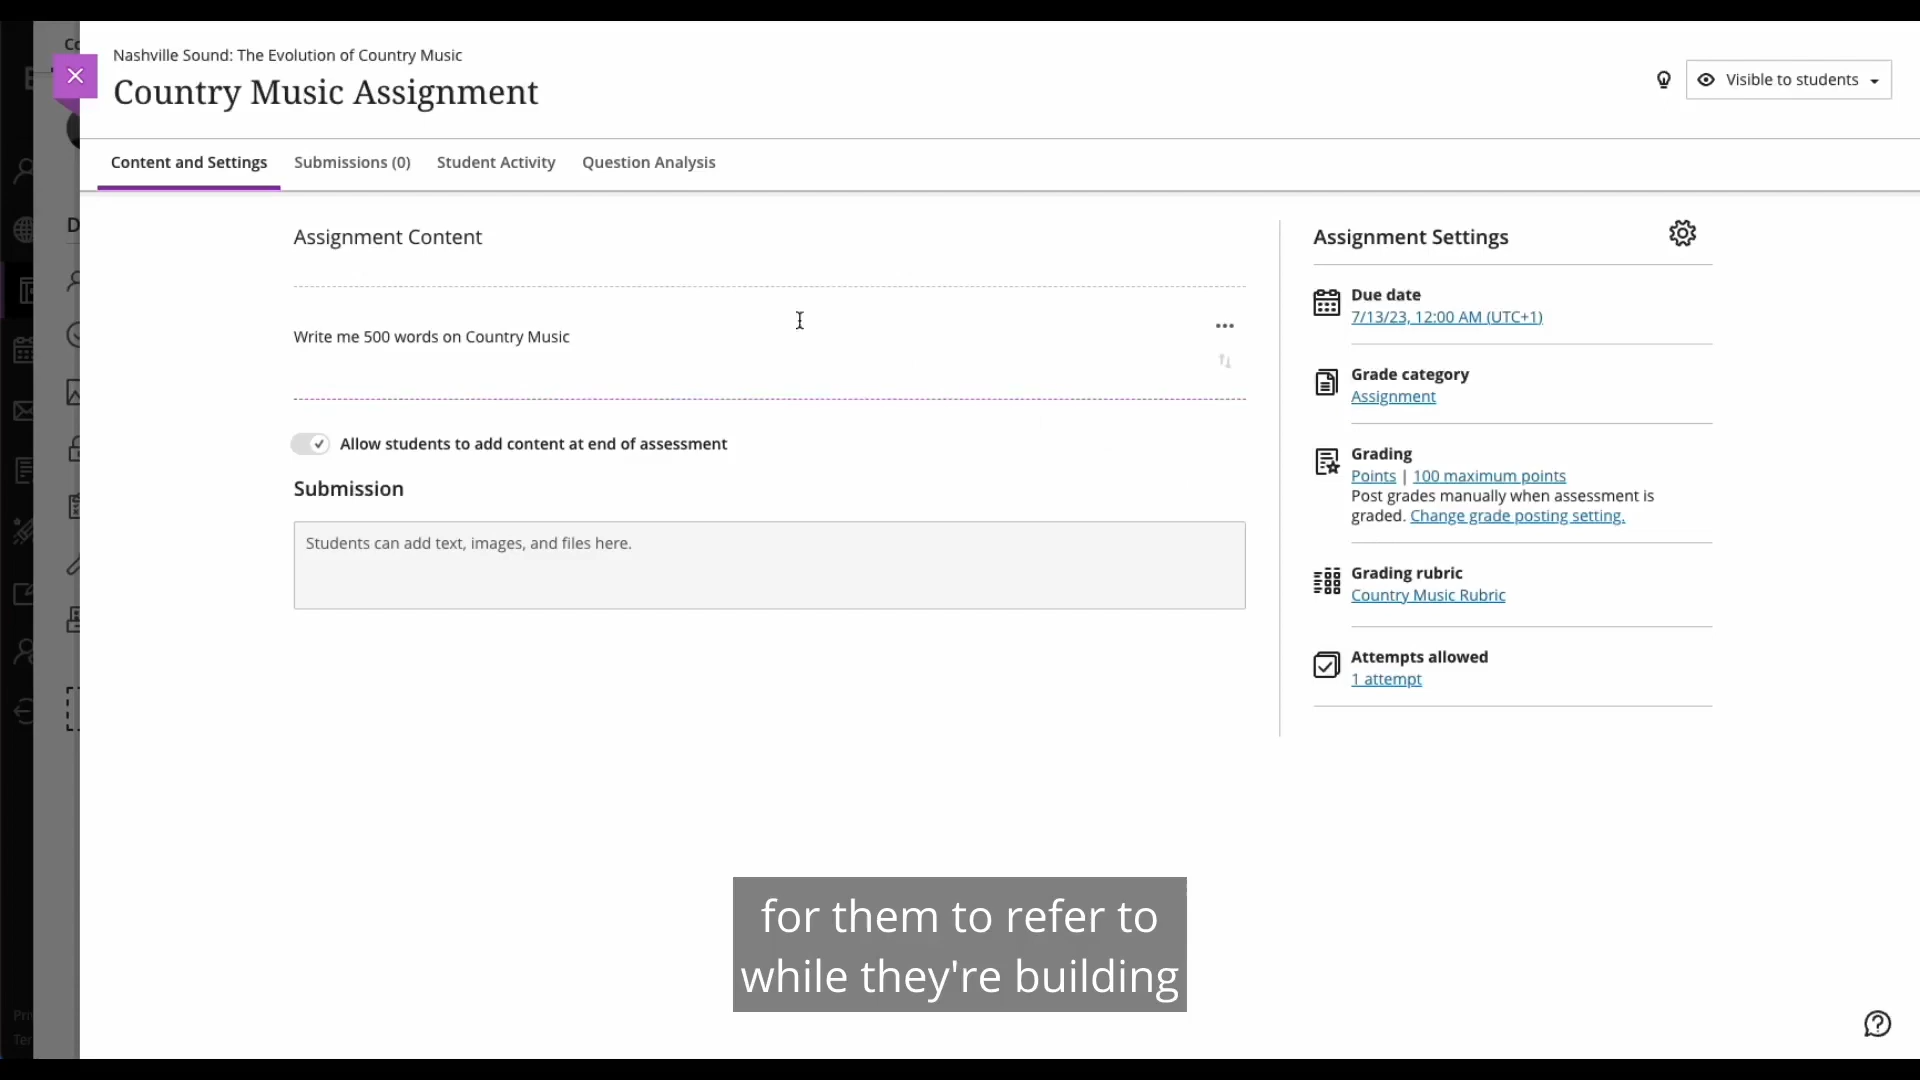 Nashville Sound: The Evolution of Country Music
Country Music Assignment
Visible to students
Content and Settings
Submissions (0)
Student Activity
Question Analysis
Assignment Content
Write me 500 words on Country Music
Allow students to add content at end of assessment
Submission
Students can add text, images, and files here.
Assignment Settings
Due date
7/13/23, 12:00 AM (UTC+1)
Grade category
Assignment
Grading
Points | 100 maximum points
Post grades manually when assessment is
graded. Change grade posting setting.
Grading rubric
Country Music Rubric
Attempts allowed
1 attempt
for them to refer to
while they're building